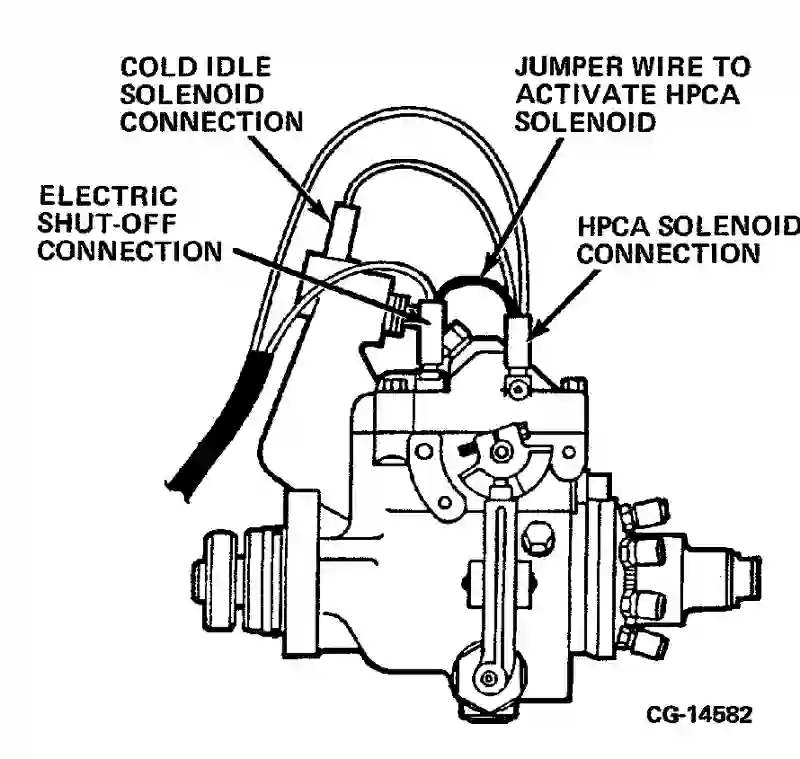 COLD IDLE
SOLENOID
CONNECTION
JUMPER WIRE TO
ACTIVATE HPCA
SOLENOID
ELECTRIC
SHUT-OFF
CONNECTION
HPCA SOLENOID
CONNECTION
CG-14582